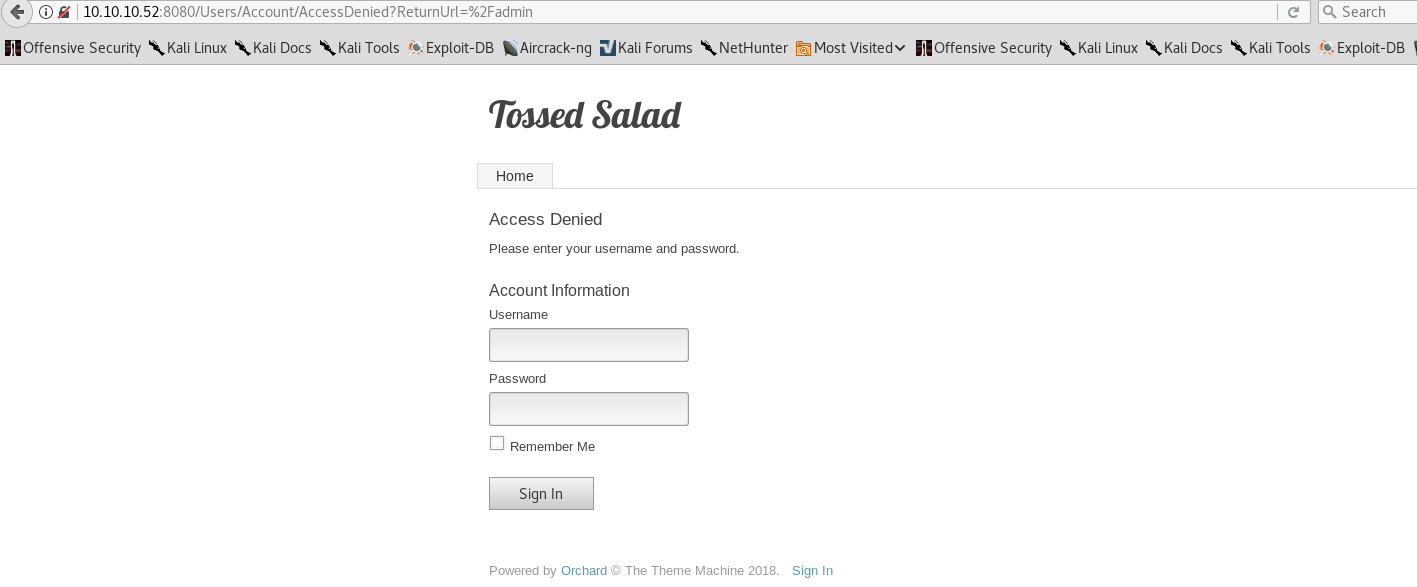 10.10.10.52:8080/Users/Account/AccessDenied?ReturnUrl=%2Fadmin Search
Offensive Security Kali Linux Kali Docs Kali Tools Exploit-DB Aircrack-ng Kali Forums NetHunter Most Visited Offensive Security Kali Linux Kali Docs Kali Tools Exploit-DB
Tossed Salad
Home
Access Denied
Please enter your username and password.
Account Information
Username
Password
Remember Me
Sign In
Powered by Orchard © The Theme Machine 2018. Sign In